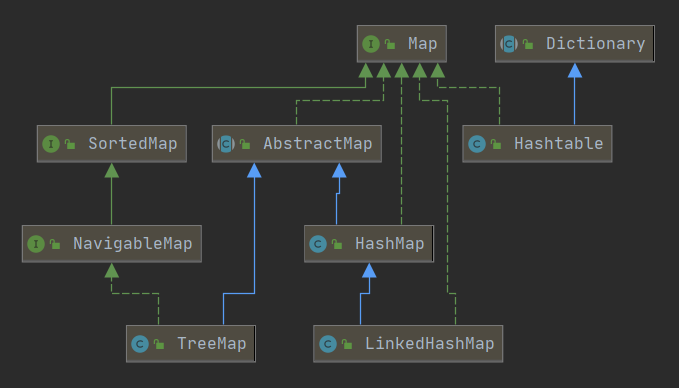 I Map
C Dictionary
I SortedMap
C AbstractMap
C Hashtable
I NavigableMap
C HashMap
C TreeMap
C LinkedHashMap